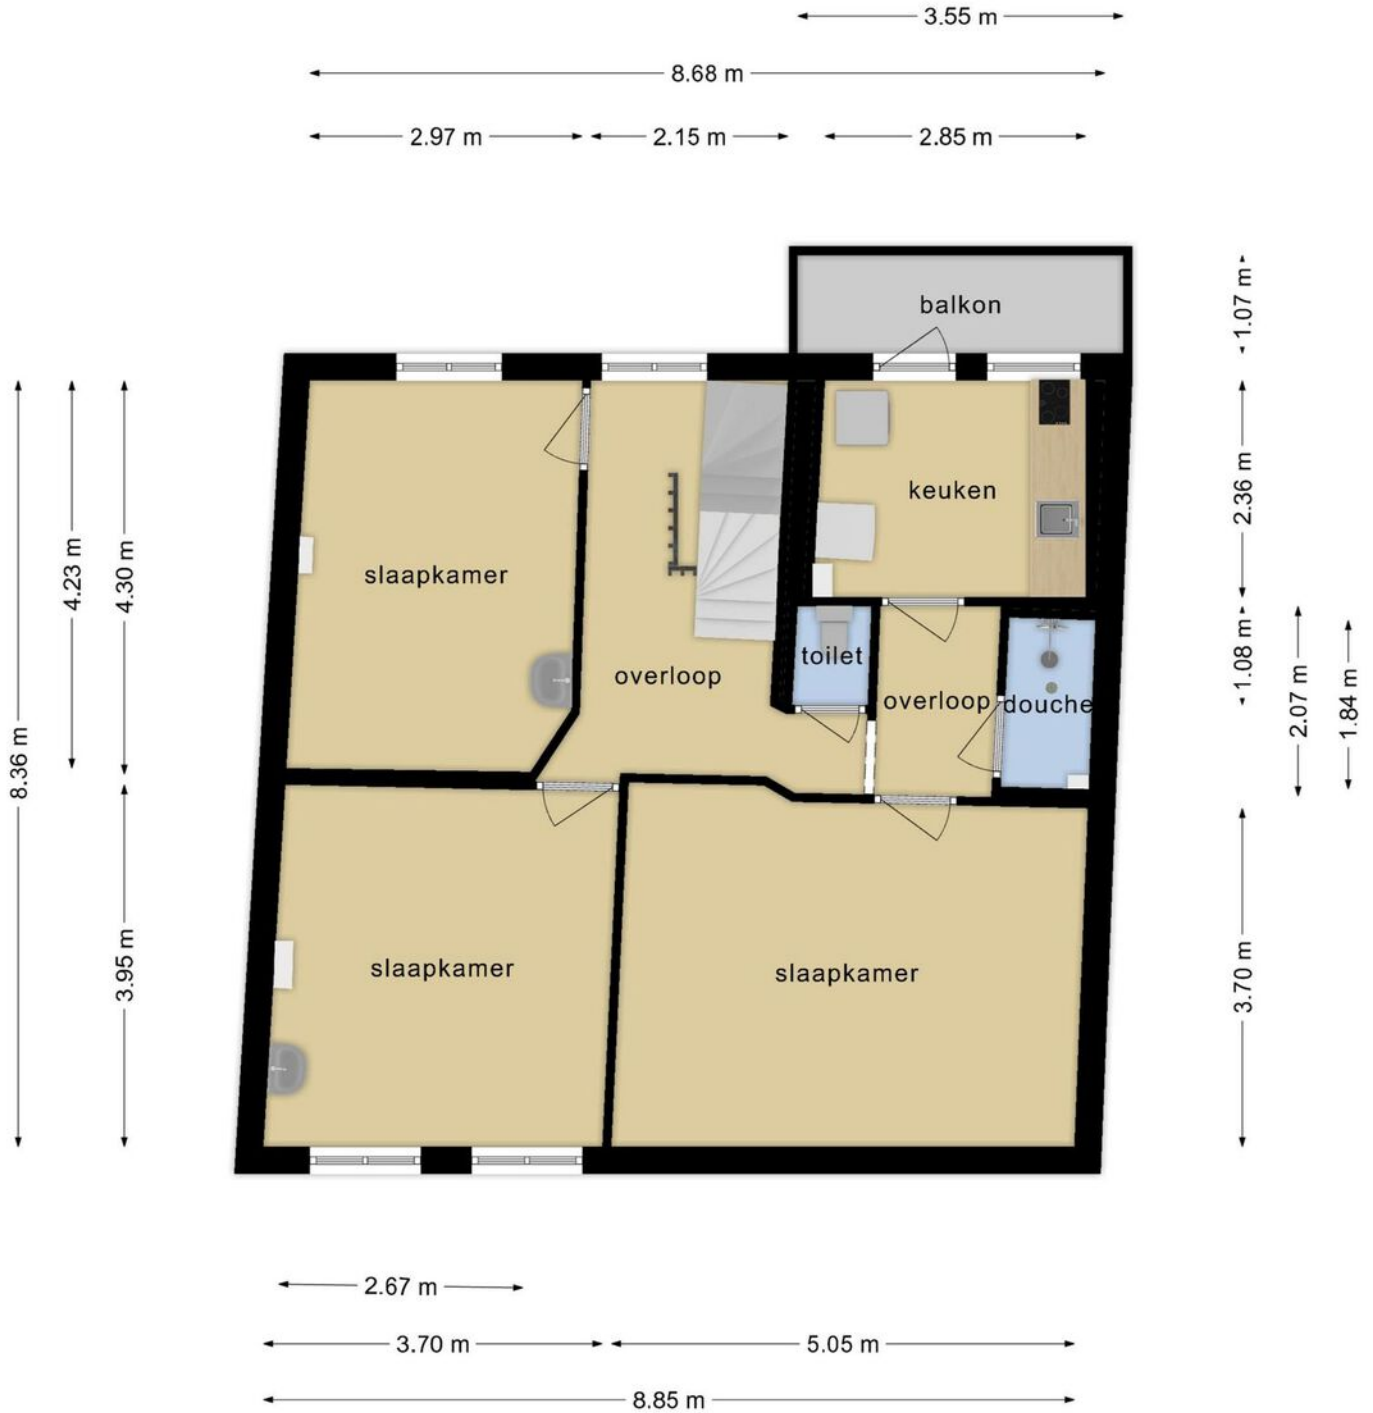 3.55 m
8.68 m
2.97 m
2.15 m
2.85 m
balkon
1.07 m
keuken
2.36 m
4.23 m
4.30 m
slaapkamer
toilet
overloop
overloop
douche
1.08 m
2.07 m
1.84 m
8.36 m
3.95 m
slaapkamer
slaapkamer
3.70 m
2.67 m
3.70 m
5.05 m
8.85 m